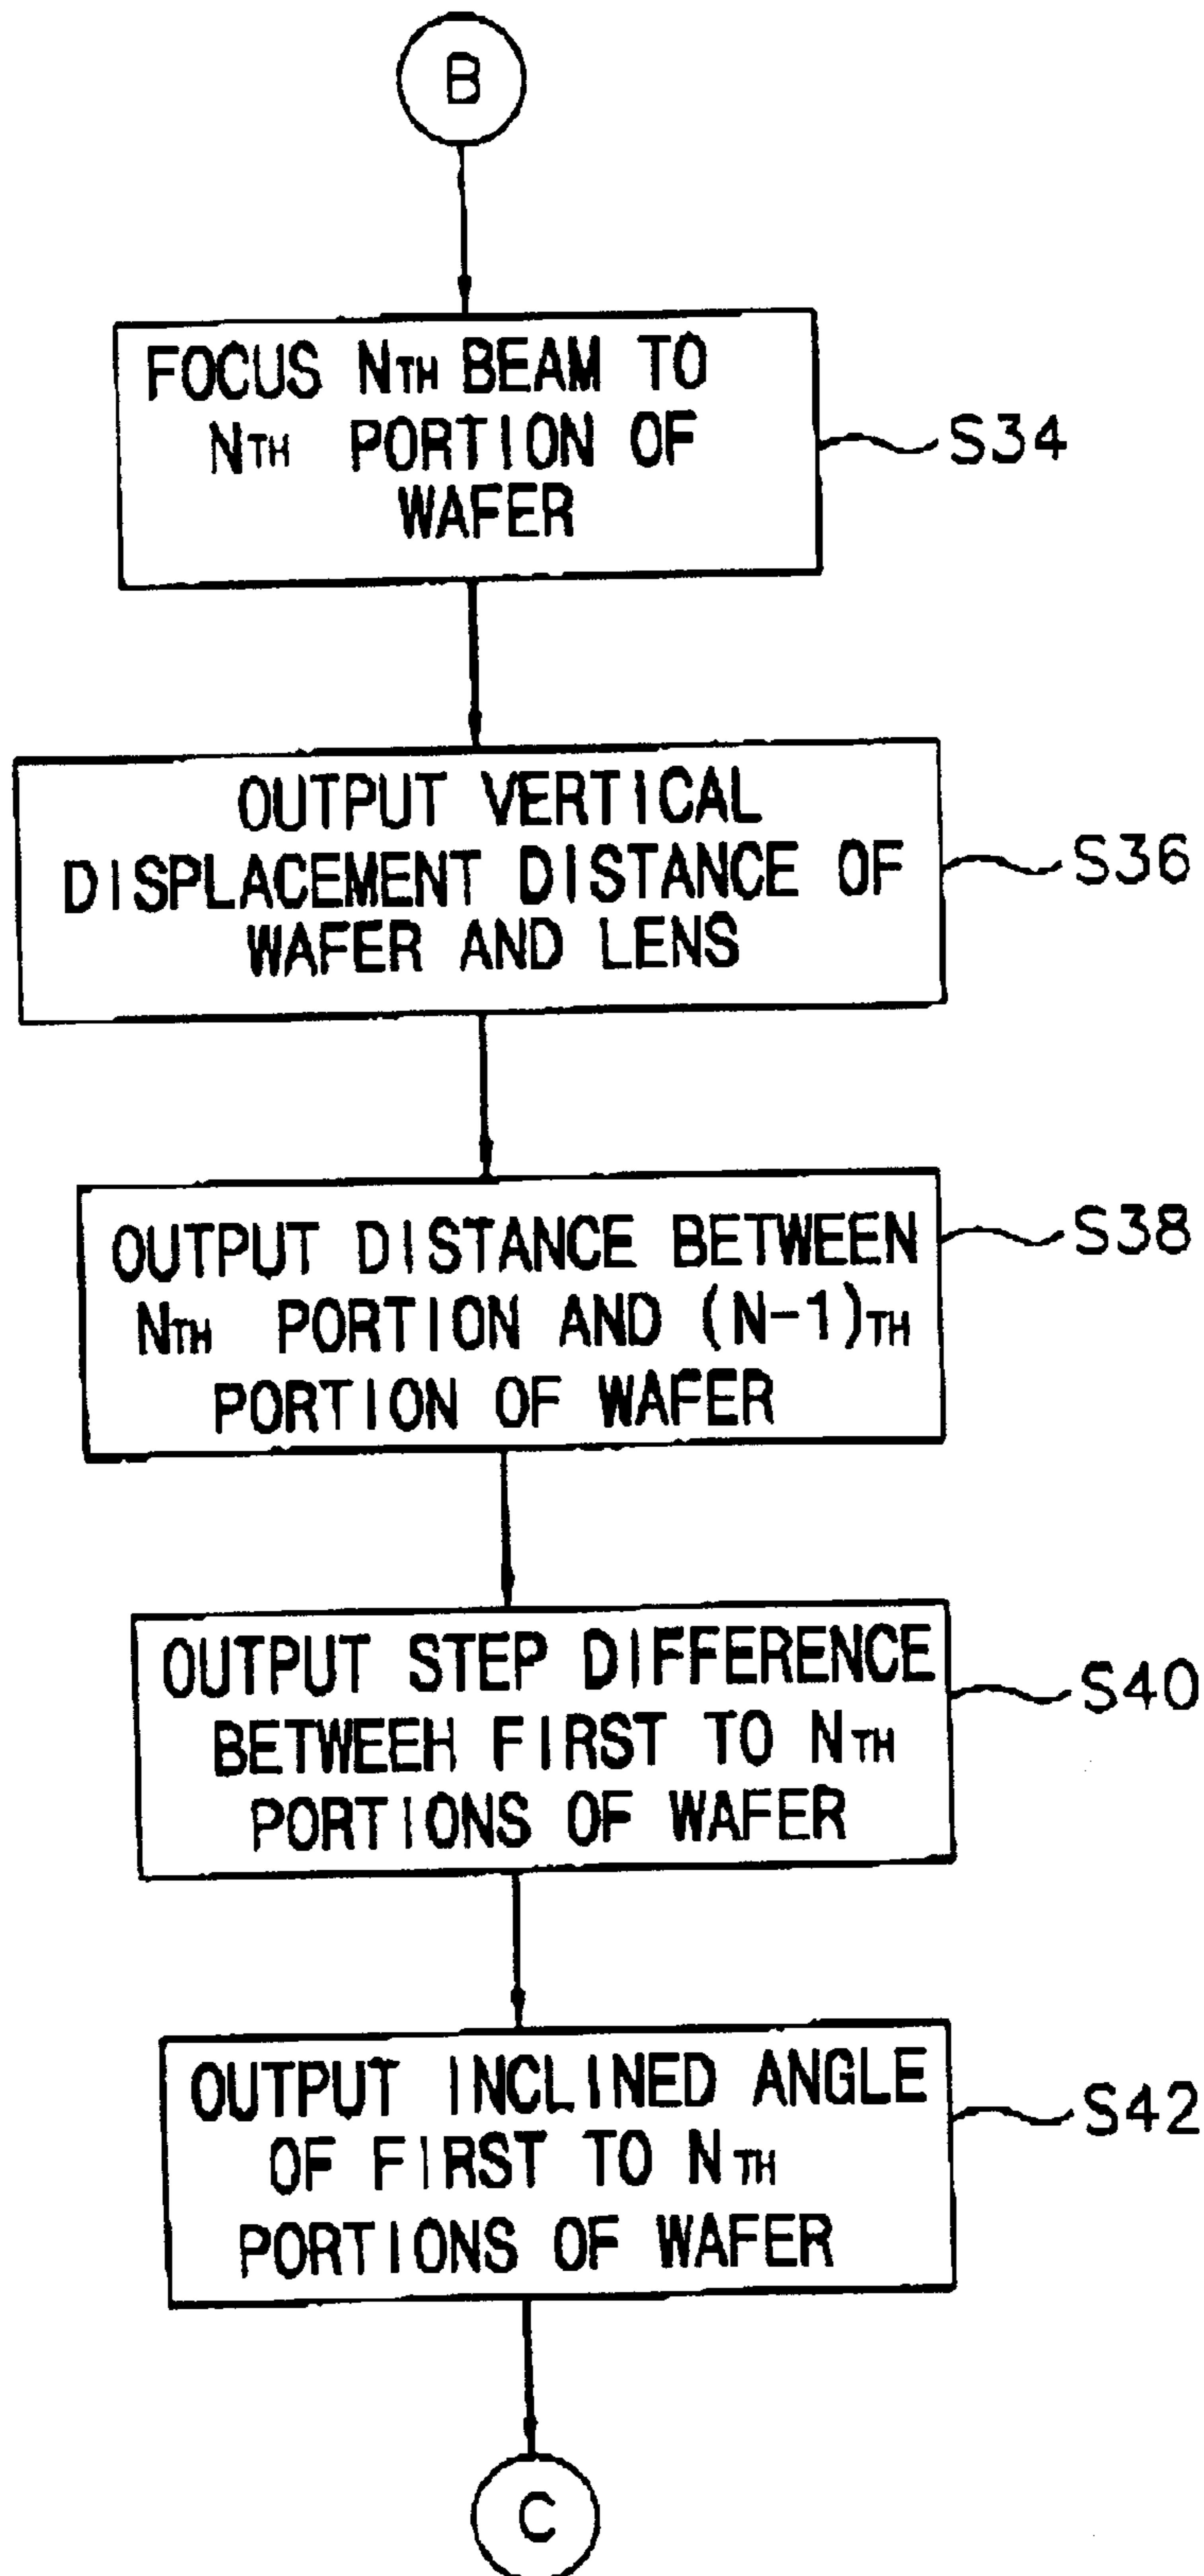 B
FOCUS NTH BEAM TO
NTH PORTION OF
WAFER
S34
OUTPUT VERTICAL
DISPLACEMENT DISTANCE OF
WAFER AND LENS
S36
OUTPUT DISTANCE BETWEEN
NTH PORTION AND (N-1)TH
PORTION OF WAFER
S38
OUTPUT STEP DIFFERENCE
BETWEEH FIRST TO NTH
PORTIONS OF WAFER
S40
OUTPUT INCLINED ANGLE
OF FIRST TO NTH
PORTIONS OF WAFER
S42
C